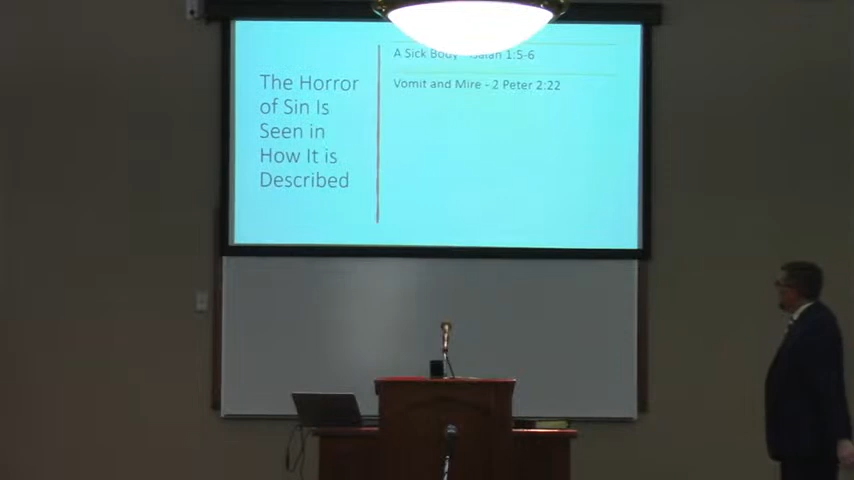 The Horror
of Sin Is
Seen in
How It is
Described
A Sick Body - Isaiah 1:5-6
Vomit and Mire - 2 Peter 2:22